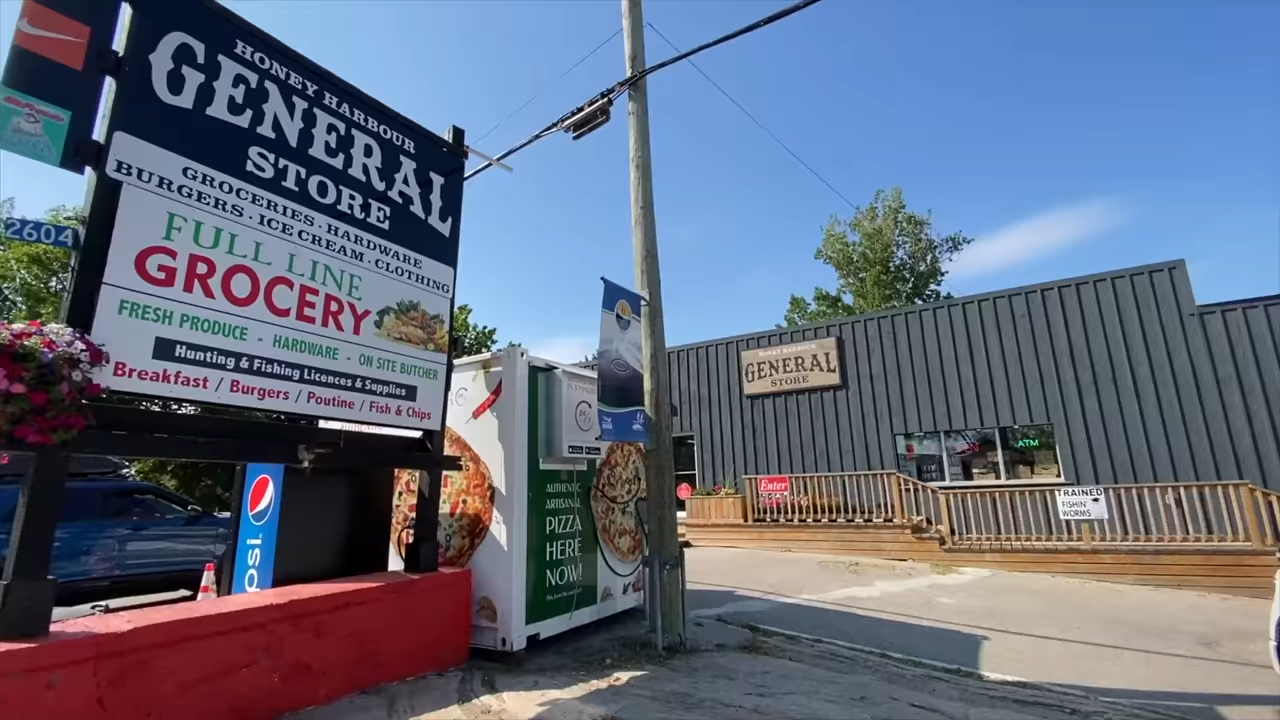 HONEY HARBOUR
GENERAL
STORE
GROCERIES . HARDWARE
BURGERS . ICE CREAM . CLOTHING
FULL LINE
GROCERY
FRESH PRODUCE - HARDWARE - ON SITE BUTCHER
Hunting & Fishing Licences & Supplies
Breakfast / Burgers / Poutine / Fish & Chips
2604
pepsi
24/7
AUTHENTIC
ARTISANAL
PIZZA
HERE
NOW!
HONEY HARBOUR
GENERAL
STORE
ATM
Enter
TRAINED
FISHIN'
WORMS